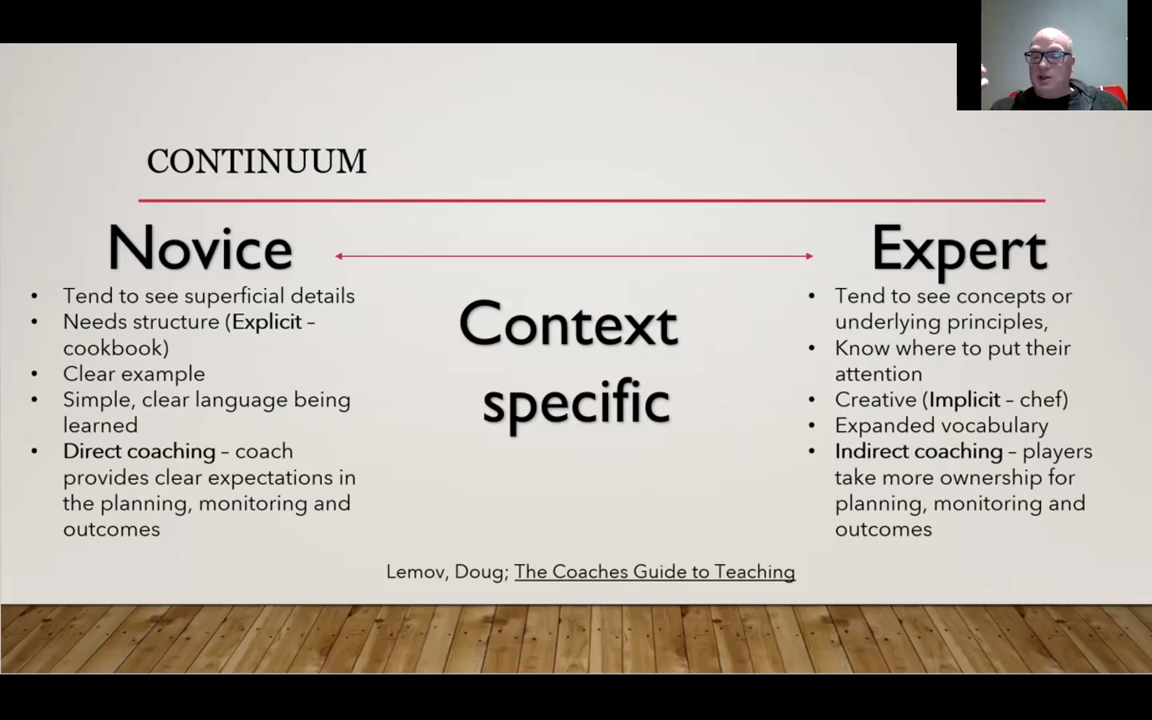 CONTINUUM
Novice
• Tend to see superficial details
• Needs structure (Explicit –
cookbook)
• Clear example
• Simple, clear language being
learned
• Direct coaching – coach
provides clear expectations in
the planning, monitoring and
outcomes
Context
specific
Expert
• Tend to see concepts or
underlying principles,
• Know where to put their
attention
• Creative (Implicit – chef)
• Expanded vocabulary
• Indirect coaching – players
take more ownership for
planning, monitoring and
outcomes
Lemov, Doug; The Coaches Guide to Teaching